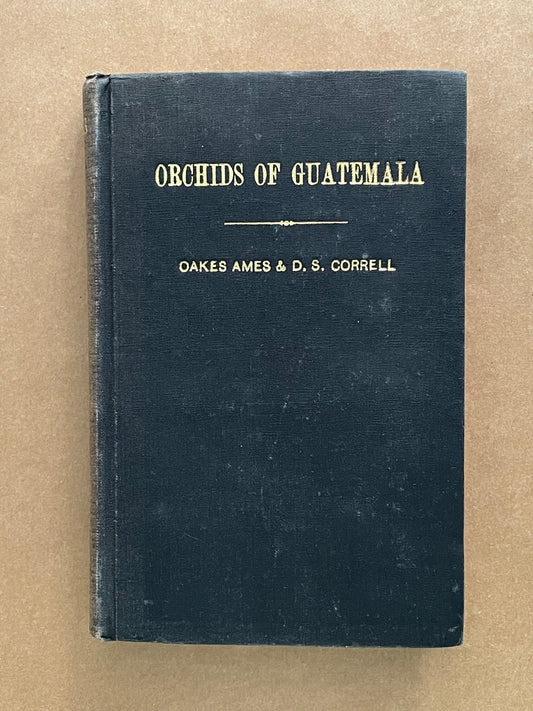 ORCHIDS OF GUATEMALA
OAKES AMES & D. S. CORRELL